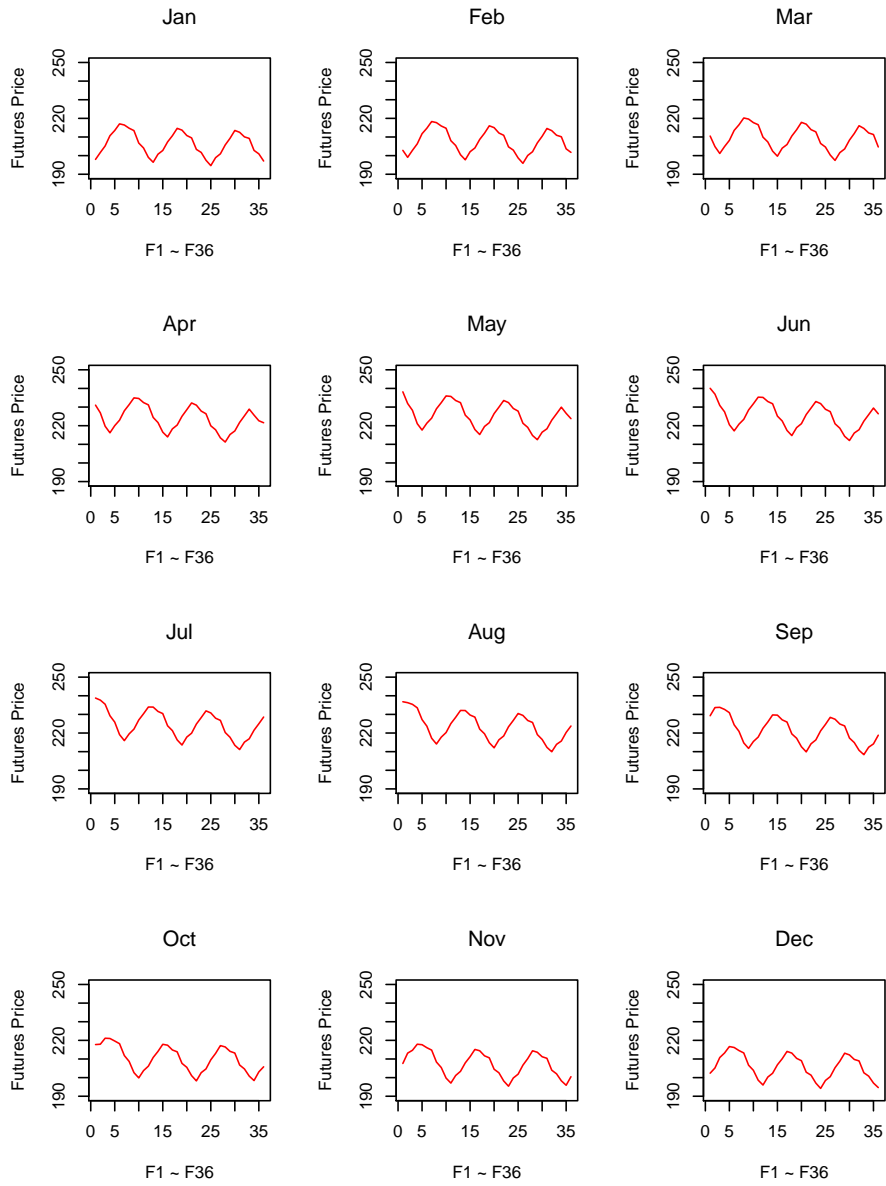 Jan Feb Mar
Futures Price Futures Price Futures Price
250 250 250
220 220 220
190 190 190
0 5 15 25 35 0 5 15 25 35 0 5 15 25 35
F1 ~ F36 F1 ~ F36 F1 ~ F36
Apr May Jun
Futures Price Futures Price Futures Price
250 250 250
220 220 220
190 190 190
0 5 15 25 35 0 5 15 25 35 0 5 15 25 35
F1 ~ F36 F1 ~ F36 F1 ~ F36
Jul Aug Sep
Futures Price Futures Price Futures Price
250 250 250
220 220 220
190 190 190
0 5 15 25 35 0 5 15 25 35 0 5 15 25 35
F1 ~ F36 F1 ~ F36 F1 ~ F36
Oct Nov Dec
Futures Price Futures Price Futures Price
250 250 250
220 220 220
190 190 190
0 5 15 25 35 0 5 15 25 35 0 5 15 25 35
F1 ~ F36 F1 ~ F36 F1 ~ F36